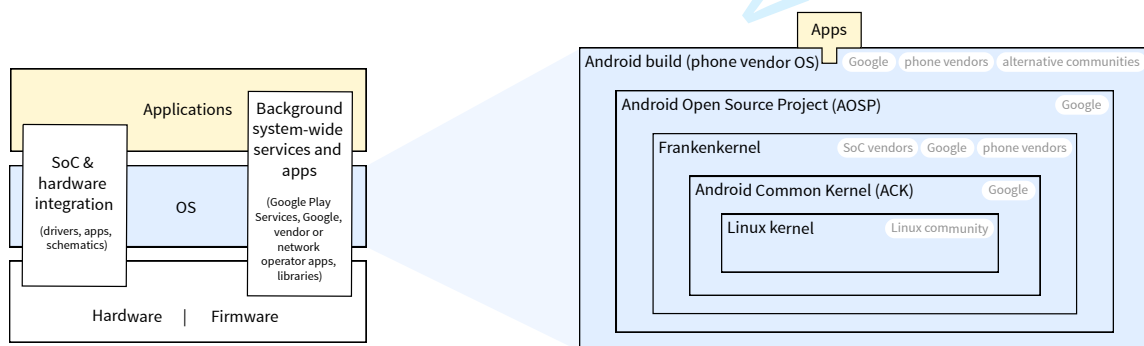 Applications
Background
system-wide
services and
apps
(Google Play
Services, Google,
vendor or
network
operator apps,
libraries)
SoC &
hardware
integration
(drivers, apps,
schematics)
OS
Hardware | Firmware
Apps
Android build (phone vendor OS) Google phone vendors alternative communities
Android Open Source Project (AOSP) Google
Frankenkernel SoC vendors Google phone vendors
Android Common Kernel (ACK) Google
Linux kernel Linux community